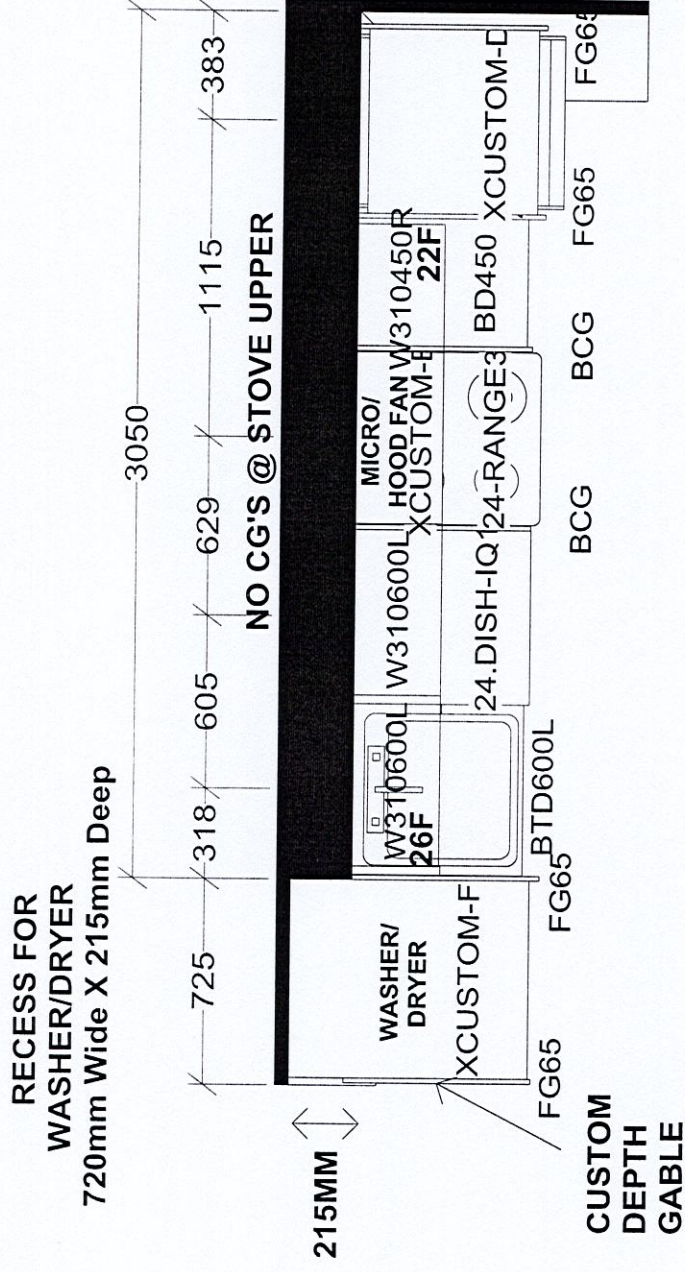 RECESS FOR
WASHER/DRYER
720mm Wide X 215mm Deep
3050
725
318
605
629
1115
383
NO CG'S @ STOVE UPPER
215MM
WASHER/
DRYER
XCUSTOM-F
W310600L
26F
W310600L
MICRO/
HOOD FAN
W310450R
22F
24.DISH-IQ1
24-RANGE3
BD450
XCUSTOM-D
BTD600L
FG65
FG65
BCG
BCG
FG65
CUSTOM
DEPTH
GABLE